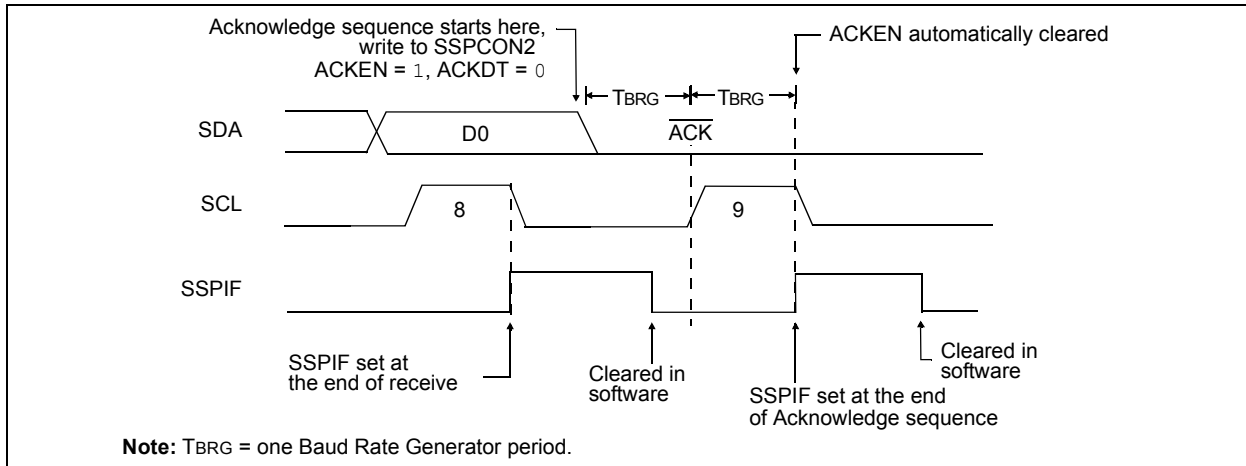 Acknowledge sequence starts here,
write to SSPCON2
ACKEN = 1, ACKDT = 0
ACKEN automatically cleared
TBRG
TBRG
SDA
D0
ACK
SCL
8
9
SSPIF
SSPIF set at
the end of receive
Cleared in
software
SSPIF set at the end
of Acknowledge sequence
Cleared in
software
Note: TBRG = one Baud Rate Generator period.